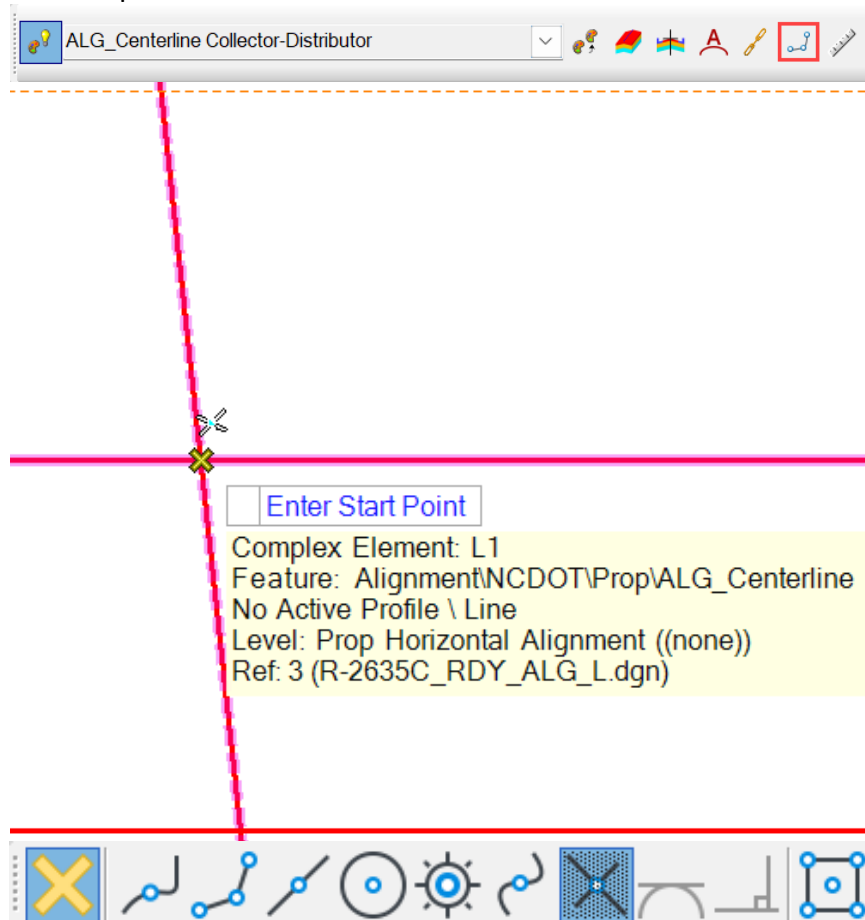 ALG_Centerline Collector-Distributor
Enter Start Point
Complex Element: L1
Feature: Alignment\NCDOT\Prop\ALG_Centerline
No Active Profile \ Line
Level: Prop Horizontal Alignment ((none))
Ref: 3 (R-2635C_RDY_ALG_L.dgn)